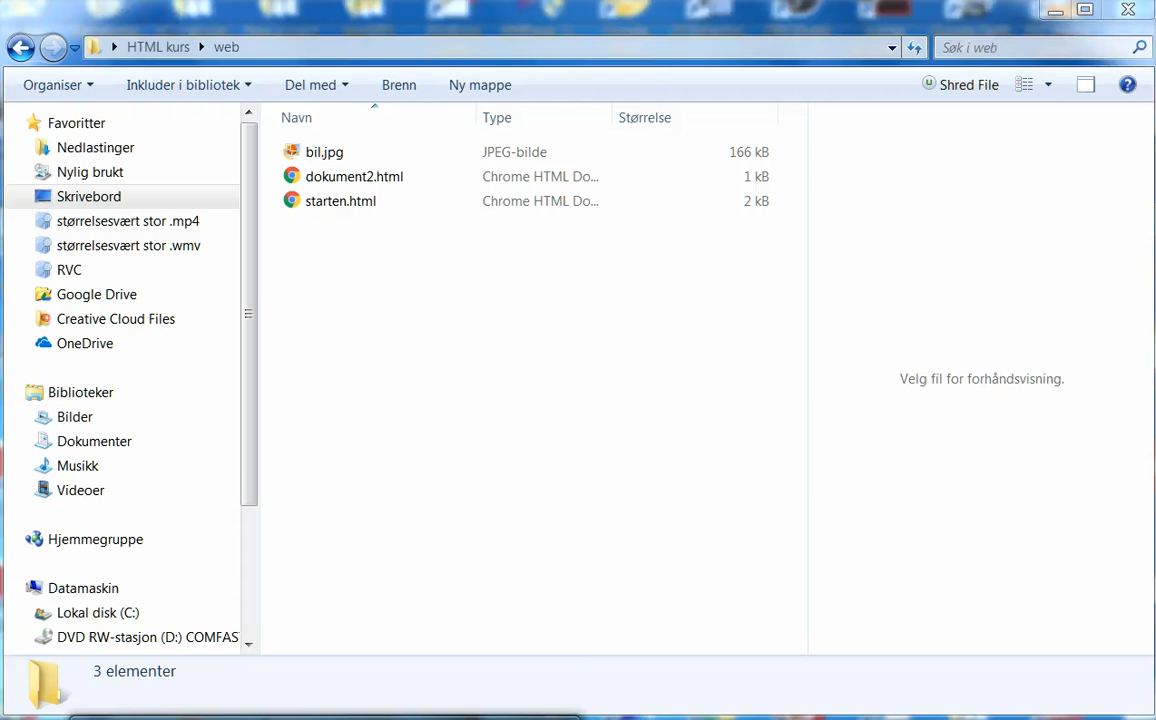 HTML kurs web
Søk i web
Organiser Inkluder i bibliotek Del med Brenn Ny mappe Shred File
Navn Type Størrelse
bil.jpg JPEG-bilde 166 kB
dokument2.html Chrome HTML Do... 1 kB
starten.html Chrome HTML Do... 2 kB
Favoritter
Nedlastinger
Nylig brukt
Skrivebord
størrelsesvært stor .mp4
størrelsesvært stor .wmv
RVC
Google Drive
Creative Cloud Files
OneDrive
Biblioteker
Bilder
Dokumenter
Musikk
Videoer
Hjemmegruppe
Datamaskin
Lokal disk (C:)
DVD RW-stasjon (D:) COMFAS
Velg fil for forhåndsvisning.
3 elementer